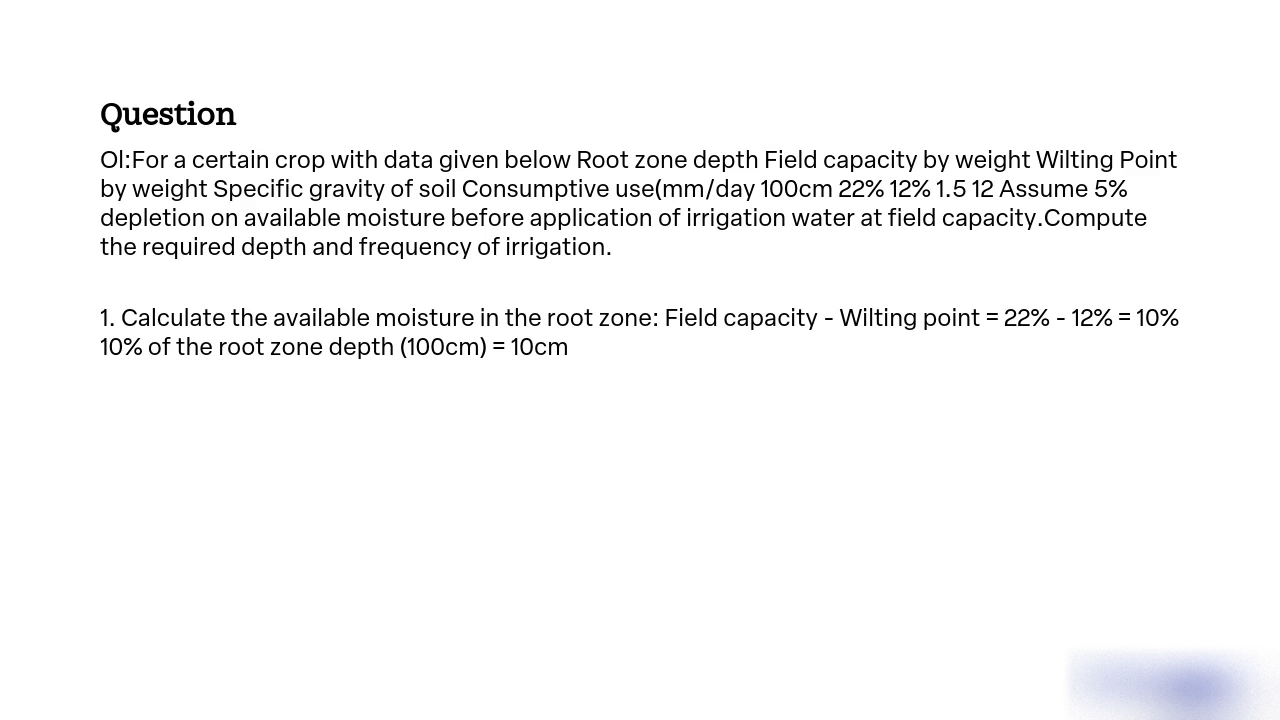 Question
Ol:For a certain crop with data given below Root zone depth Field capacity by weight Wilting Point
by weight Specific gravity of soil Consumptive use(mm/day 100cm 22% 12% 1.5 12 Assume 5%
depletion on available moisture before application of irrigation water at field capacity.Compute
the required depth and frequency of irrigation.
1. Calculate the available moisture in the root zone: Field capacity - Wilting point = 22% - 12% = 10%
10% of the root zone depth (100cm) = 10cm